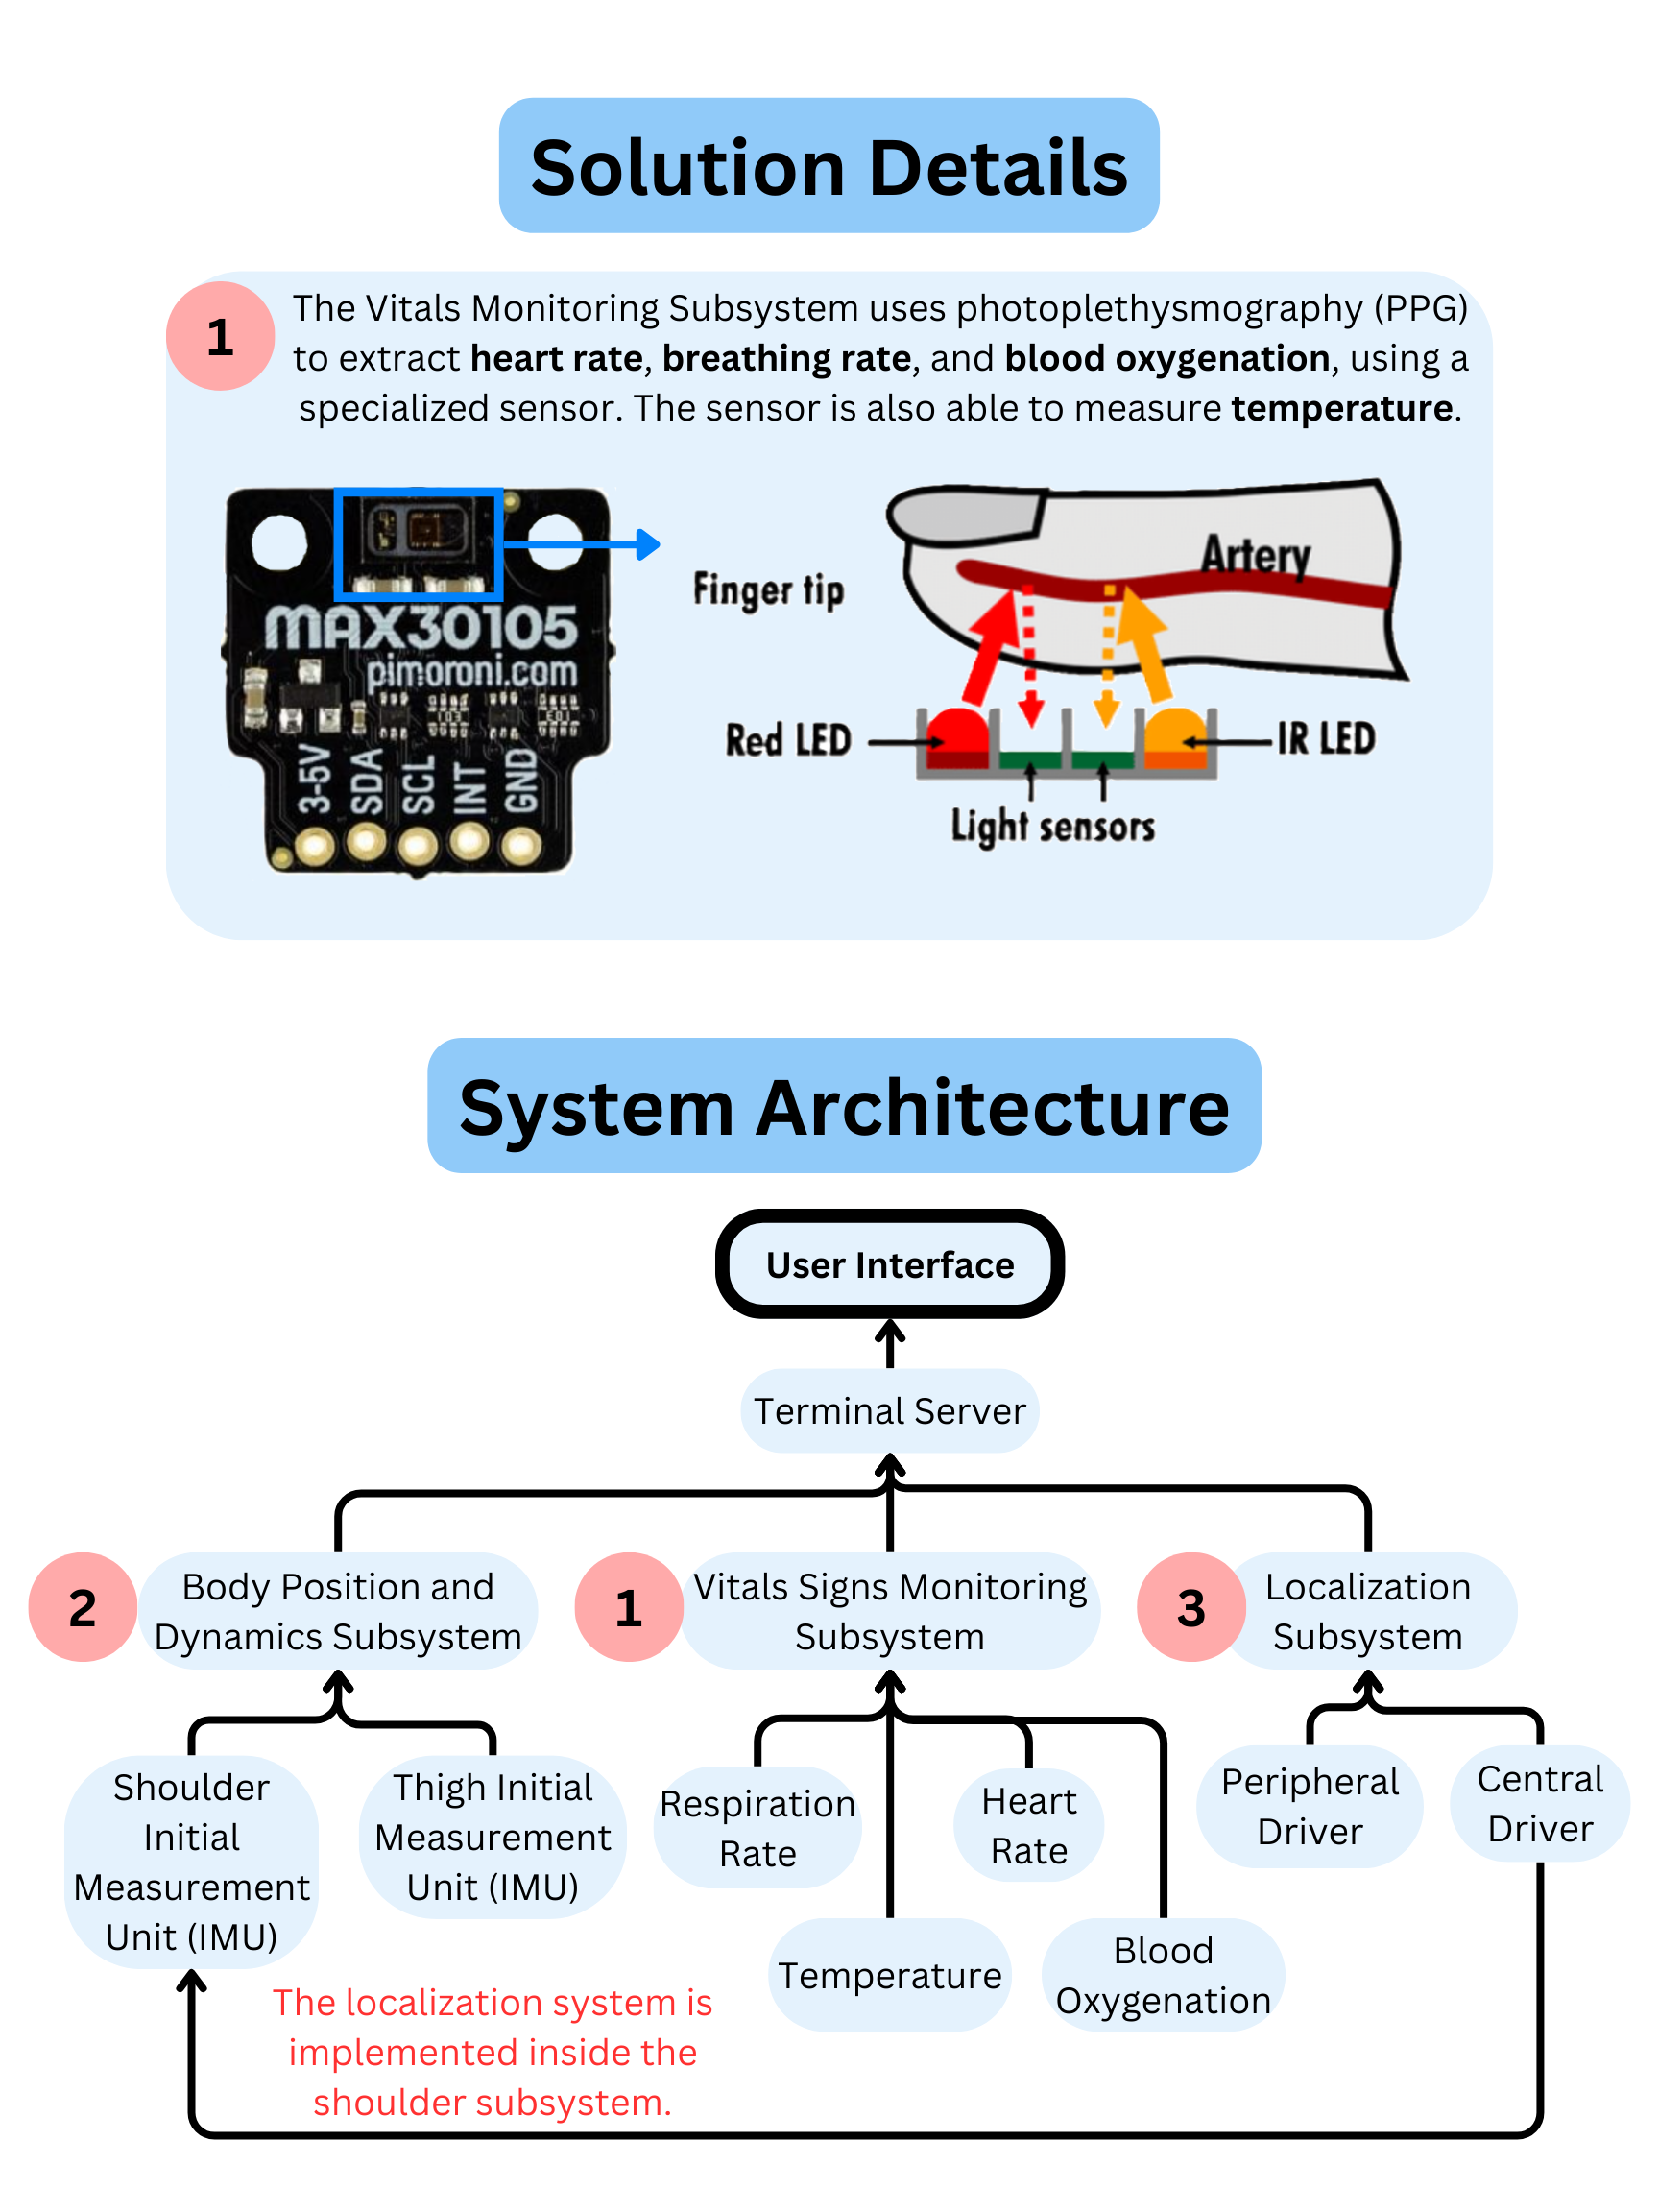 Solution Details
1
The Vitals Monitoring Subsystem uses photoplethysmography (PPG)
to extract heart rate, breathing rate, and blood oxygenation, using a
specialized sensor. The sensor is also able to measure temperature.
MAX30105
pimoroni.com
3-5V
SDA
SCL
INT
GND
Finger tip
Artery
Red LED
IR LED
Light sensors
System Architecture
User Interface
Terminal Server
2
Body Position and
Dynamics Subsystem
1
Vitals Signs Monitoring
Subsystem
3
Localization
Subsystem
Shoulder
Initial
Measurement
Unit (IMU)
Thigh Initial
Measurement
Unit (IMU)
Respiration
Rate
Heart
Rate
Peripheral
Driver
Central
Driver
Temperature
Blood
Oxygenation
The localization system is
implemented inside the
shoulder subsystem.